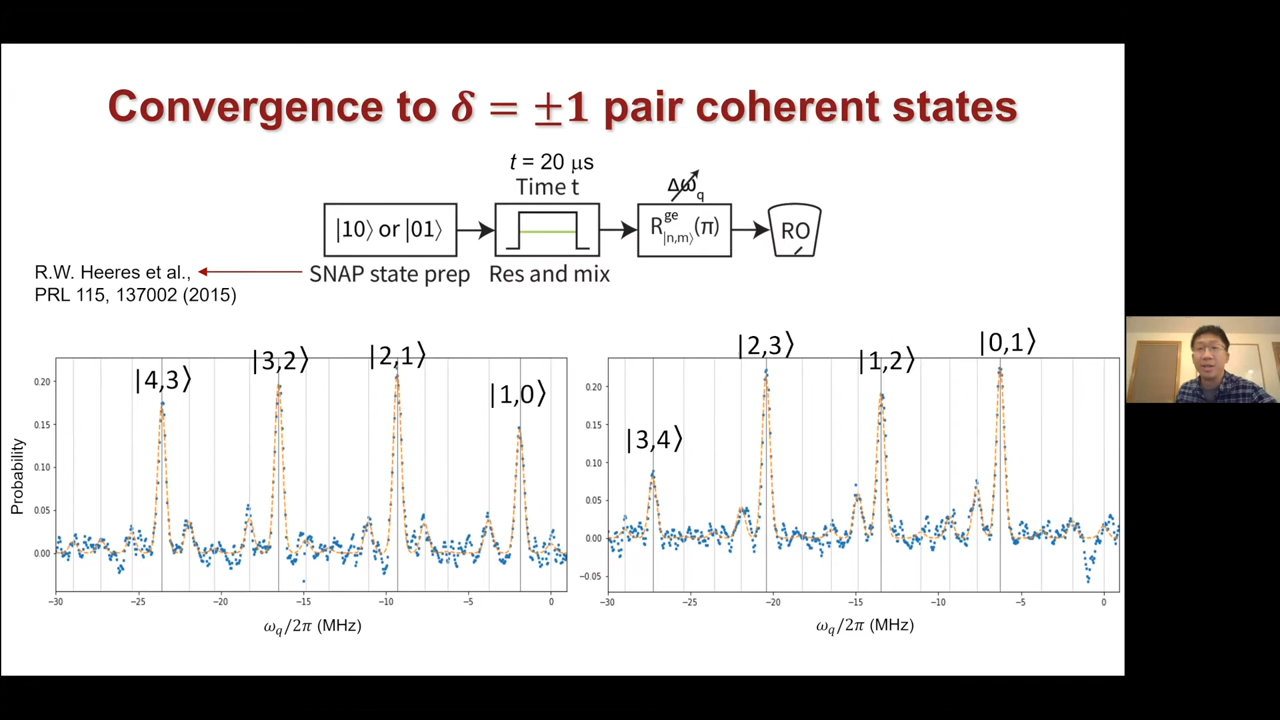 Convergence to δ = ±1 pair coherent states
t = 20 μs
Time t
Δω_q
|10⟩ or |01⟩
R^ge_|n,m⟩(π)
RO
SNAP state prep
Res and mix
R.W. Heeres et al.,
PRL 115, 137002 (2015)
|4,3⟩
|3,2⟩
|2,1⟩
|1,0⟩
0.20
0.15
0.10
0.05
0.00
Probability
-30
-25
-20
-15
-10
-5
0
ω_q/2π (MHz)
|3,4⟩
|2,3⟩
|1,2⟩
|0,1⟩
0.20
0.15
0.10
0.05
0.00
-0.05
-30
-25
-20
-15
-10
-5
0
ω_q/2π (MHz)